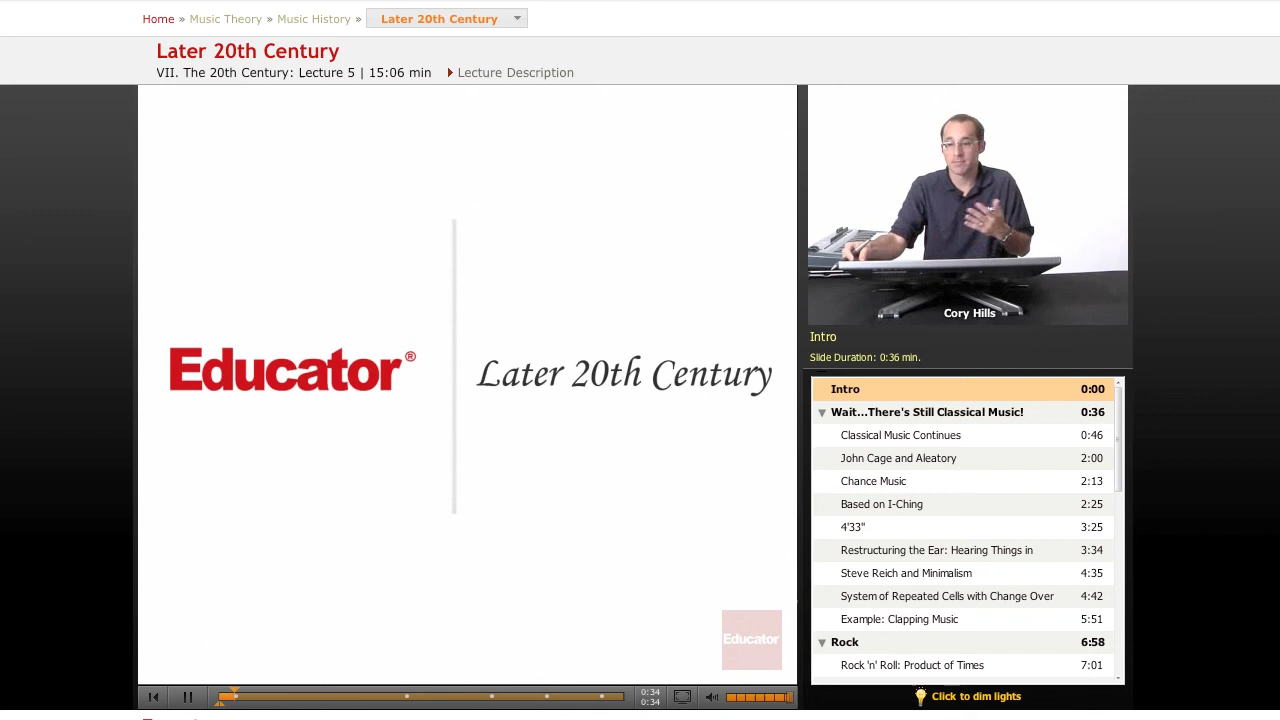 Home » Music Theory » Music History » Later 20th Century
Later 20th Century
VII. The 20th Century: Lecture 5 | 15:06 min Lecture Description
Educator® Later 20th Century
Educator
Cory Hills
Intro
Slide Duration: 0:36 min.
Intro 0:00
Wait...There's Still Classical Music! 0:36
Classical Music Continues 0:46
John Cage and Aleatory 2:00
Chance Music 2:13
Based on I-Ching 2:25
4'33" 3:25
Restructuring the Ear: Hearing Things in 3:34
Steve Reich and Minimalism 4:35
System of Repeated Cells with Change Over 4:42
Example: Clapping Music 5:51
Rock 6:58
Rock 'n' Roll: Product of Times 7:01
0:34
0:34
Click to dim lights